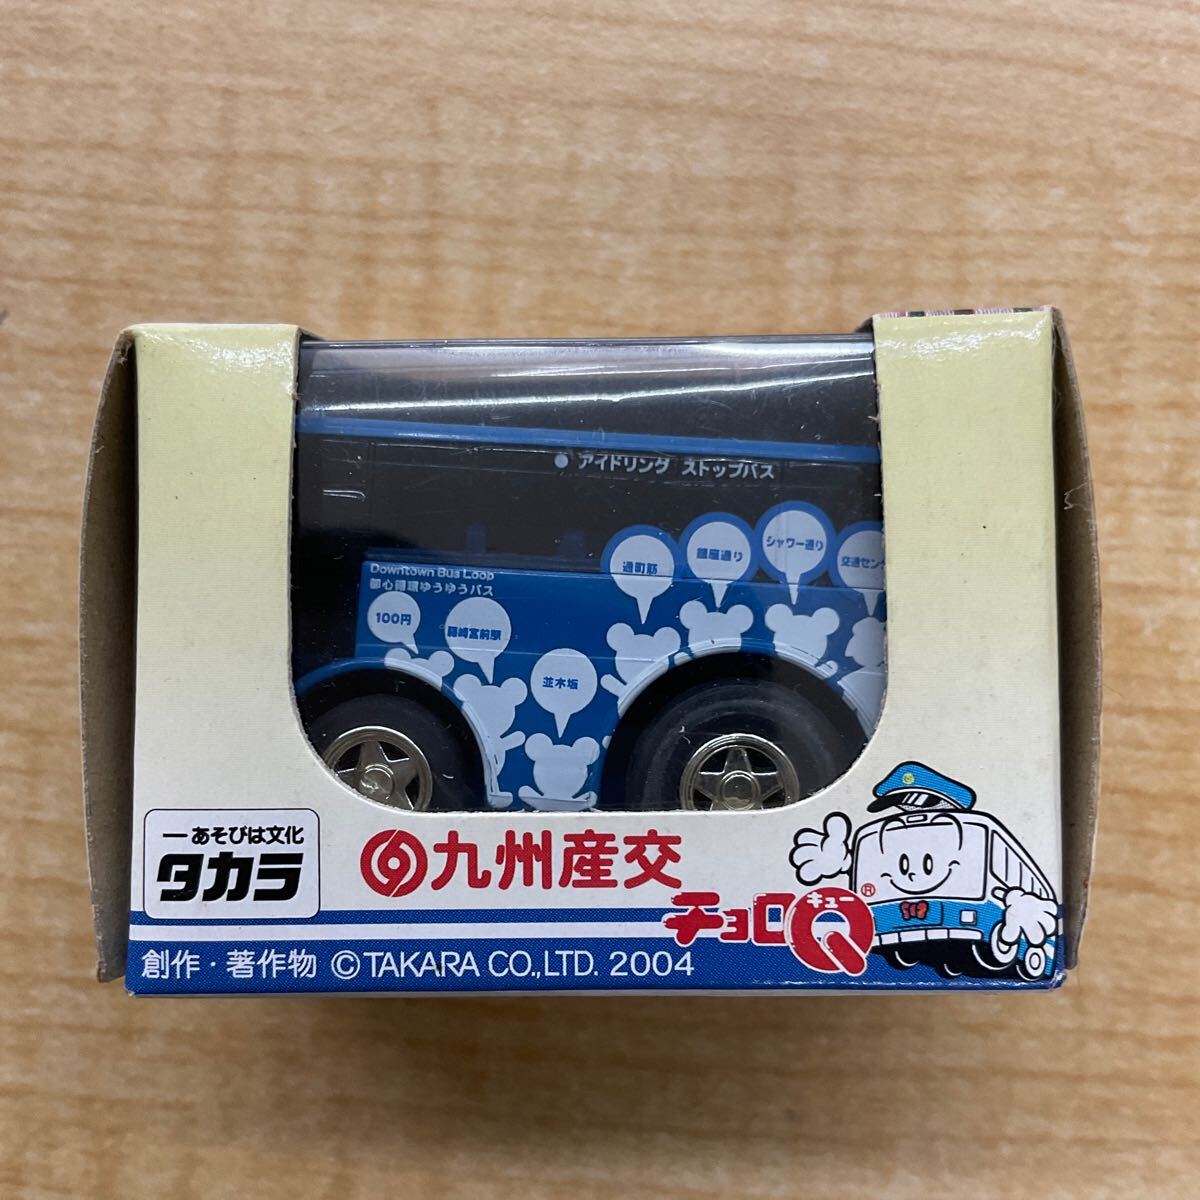 ● アイドリング ストップバス
Downtown Bus Loop
都心循環ゆうゆうバス
100円
藤崎宮前駅
並木坂
通町筋
銀座通り
シャワー通り
交通センタ
一あそびは文化
タカラ
九州産交
チョロQ
キュー
®
創作・著作物 ©TAKARA CO.,LTD. 2004